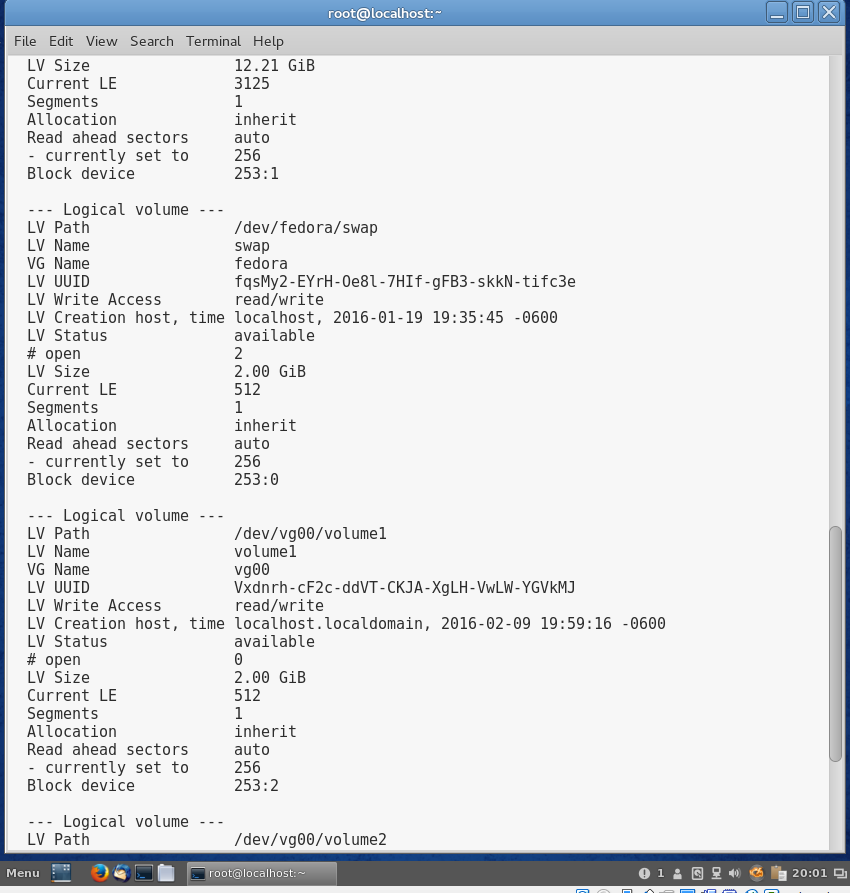 root@localhost:~
File Edit View Search Terminal Help
LV Size                12.21 GiB
Current LE             3125
Segments               1
Allocation             inherit
Read ahead sectors     auto
- currently set to     256
Block device           253:1
--- Logical volume ---
LV Path                /dev/fedora/swap
LV Name                swap
VG Name                fedora
LV UUID                fqsMy2-EYrH-Oe8l-7HIf-gFB3-skkN-tifc3e
LV Write Access        read/write
LV Creation host, time localhost, 2016-01-19 19:35:45 -0600
LV Status              available
# open                 2
LV Size                2.00 GiB
Current LE             512
Segments               1
Allocation             inherit
Read ahead sectors     auto
- currently set to     256
Block device           253:0
--- Logical volume ---
LV Path                /dev/vg00/volume1
LV Name                volume1
VG Name                vg00
LV UUID                Vxdnrh-cF2c-ddVT-CKJA-XgLH-VwLW-YGVkMJ
LV Write Access        read/write
LV Creation host, time localhost.localdomain, 2016-02-09 19:59:16 -0600
LV Status              available
# open                 0
LV Size                2.00 GiB
Current LE             512
Segments               1
Allocation             inherit
Read ahead sectors     auto
- currently set to     256
Block device           253:2
--- Logical volume ---
LV Path                /dev/vg00/volume2
Menu root@localhost:~ 1 20:01